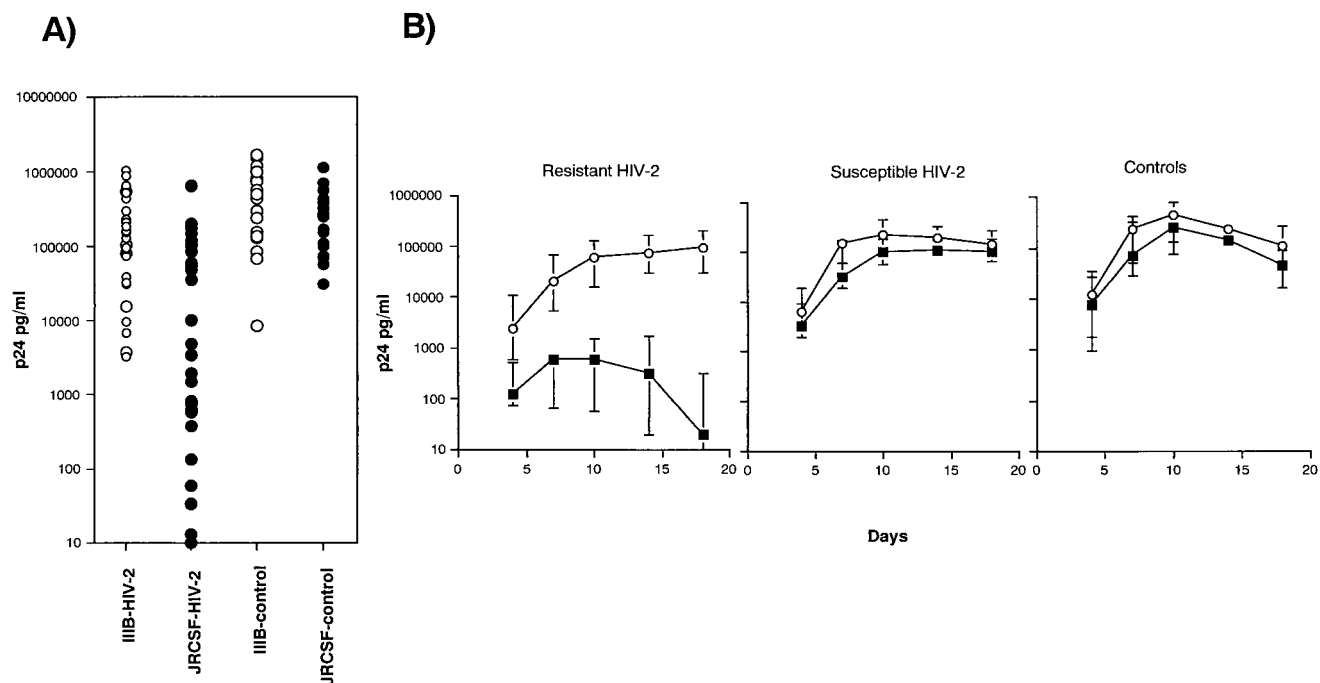 A)
B)
10000000
1000000
100000
10000
1000
100
10
p24 pg/ml
IIIB-HIV-2
JRCSF-HIV-2
IIIB-control
JRCSF-control
Resistant HIV-2
Susceptible HIV-2
Controls
1000000
100000
10000
1000
100
10
p24 pg/ml
0 5 10 15 20
0 5 10 15 20
0 5 10 15 20
Days